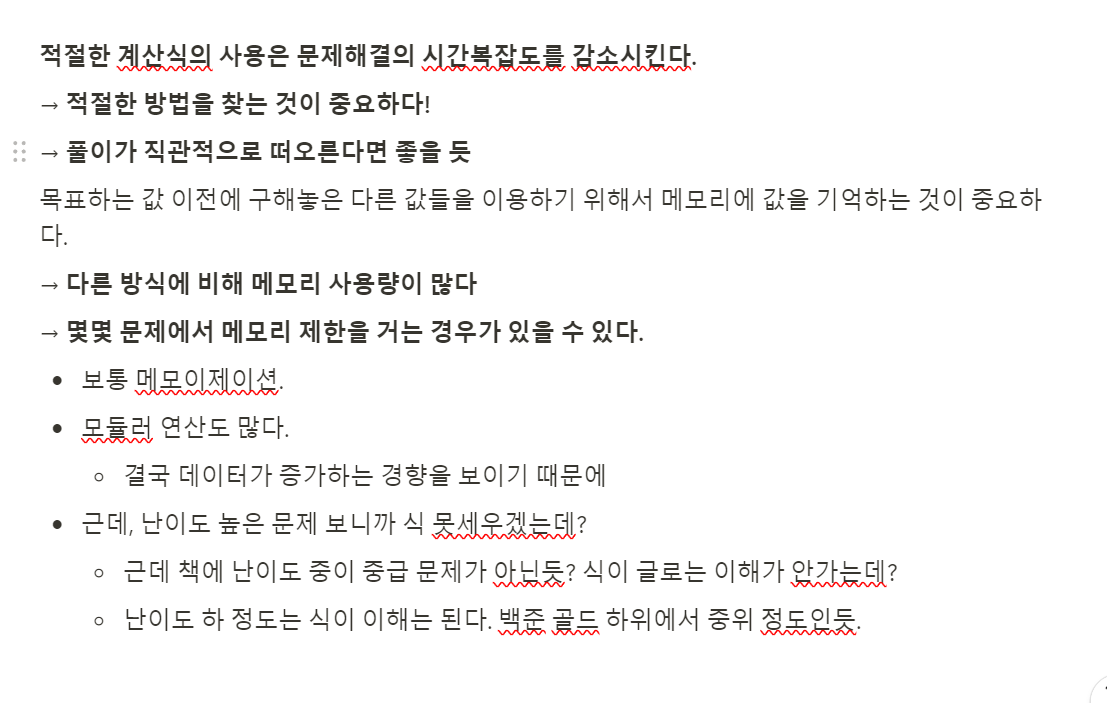 적절한 계산식의 사용은 문제해결의 시간복잡도를 감소시킨다.
→ 적절한 방법을 찾는 것이 중요하다!
→ 풀이가 직관적으로 떠오른다면 좋을 듯
목표하는 값 이전에 구해놓은 다른 값들을 이용하기 위해서 메모리에 값을 기억하는 것이 중요하
다.
→ 다른 방식에 비해 메모리 사용량이 많다
→ 몇몇 문제에서 메모리 제한을 거는 경우가 있을 수 있다.
• 보통 메모이제이션.
• 모듈러 연산도 많다.
◦ 결국 데이터가 증가하는 경향을 보이기 때문에
• 근데, 난이도 높은 문제 보니까 식 못세우겠는데?
◦ 근데 책에 난이도 중이 중급 문제가 아닌듯? 식이 글로는 이해가 안가는데?
◦ 난이도 하 정도는 식이 이해는 된다. 백준 골드 하위에서 중위 정도인듯.